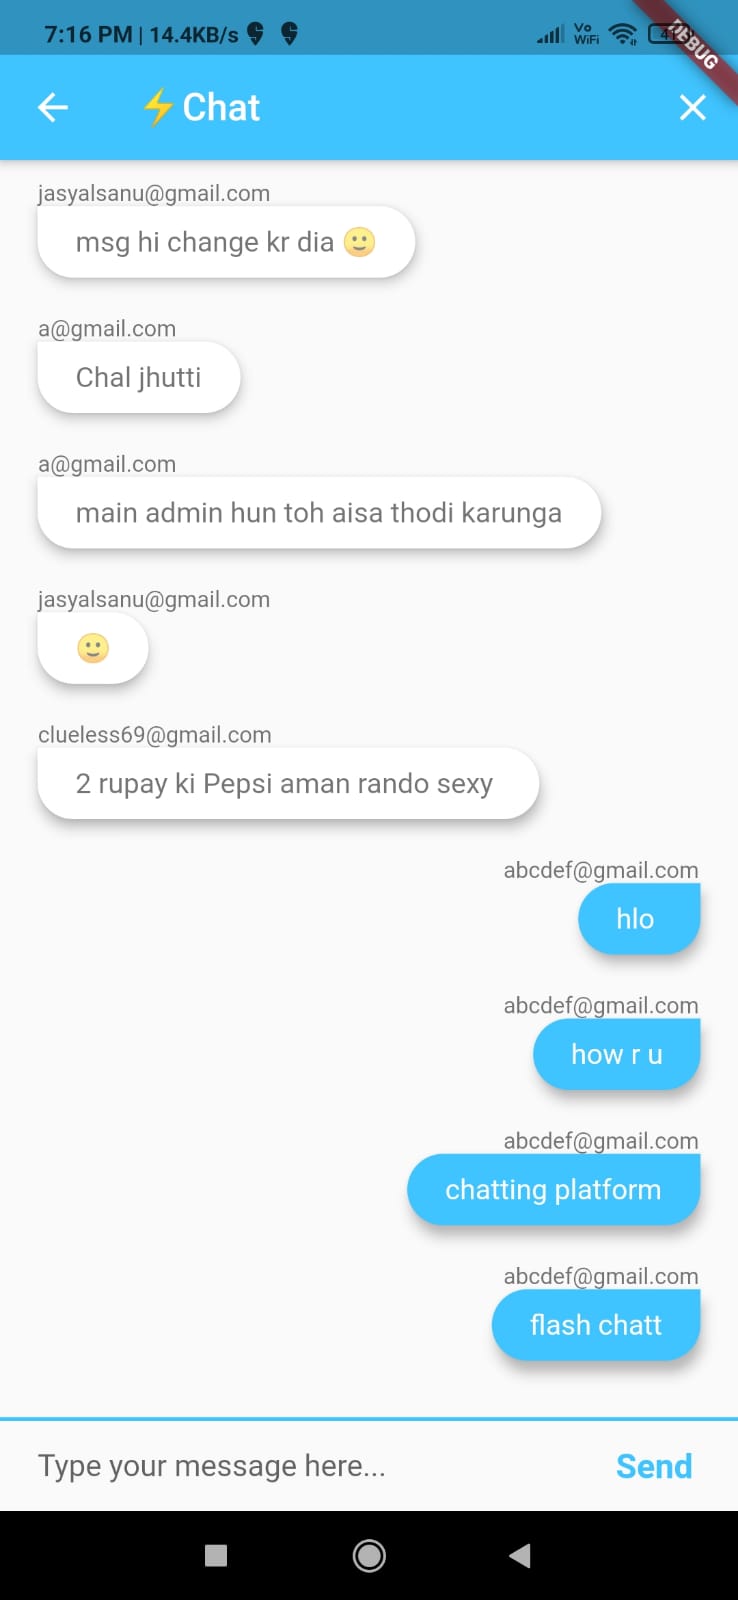 7:16 PM | 14.4KB/s
Vo
WiFi
41
DEBUG
⚡Chat
jasyalsanu@gmail.com
msg hi change kr dia 🙂
a@gmail.com
Chal jhutti
a@gmail.com
main admin hun toh aisa thodi karunga
jasyalsanu@gmail.com
🙂
clueless69@gmail.com
2 rupay ki Pepsi aman rando sexy
abcdef@gmail.com
hlo
abcdef@gmail.com
how r u
abcdef@gmail.com
chatting platform
abcdef@gmail.com
flash chatt
Type your message here...
Send